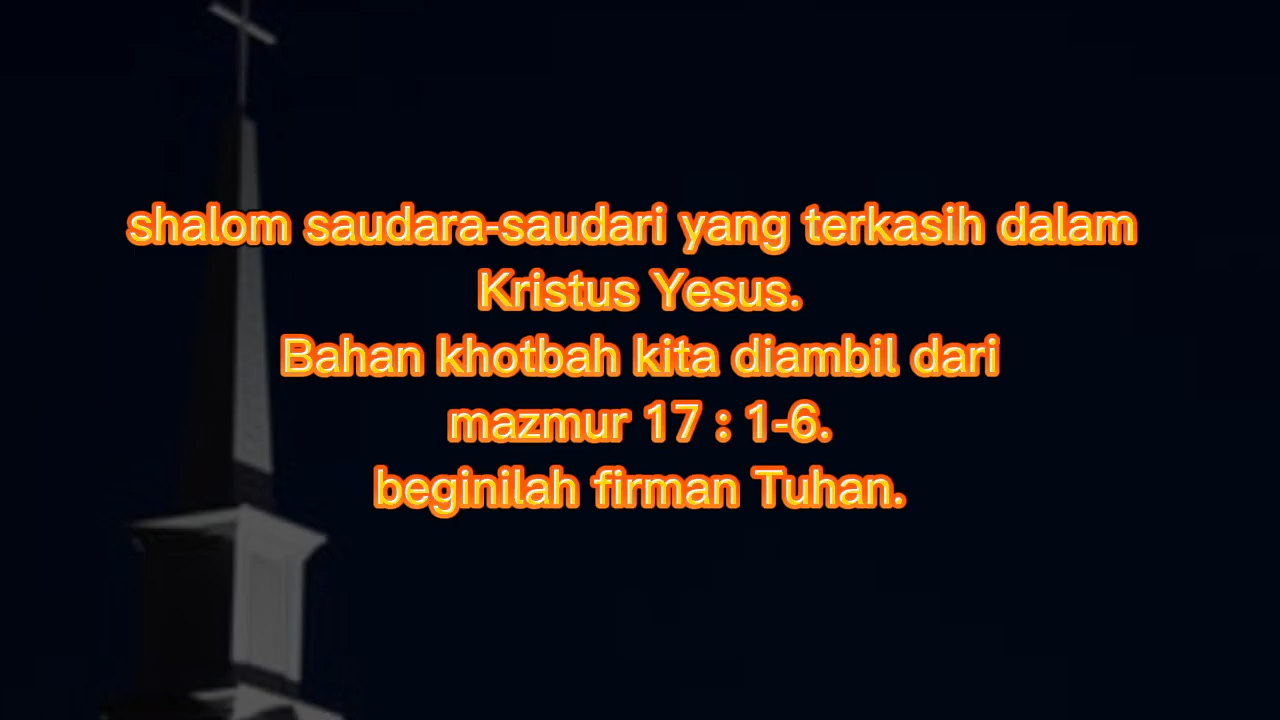 shalom saudara-saudari yang terkasih dalam
Kristus Yesus.
Bahan khotbah kita diambil dari
mazmur 17 : 1-6.
beginilah firman Tuhan.